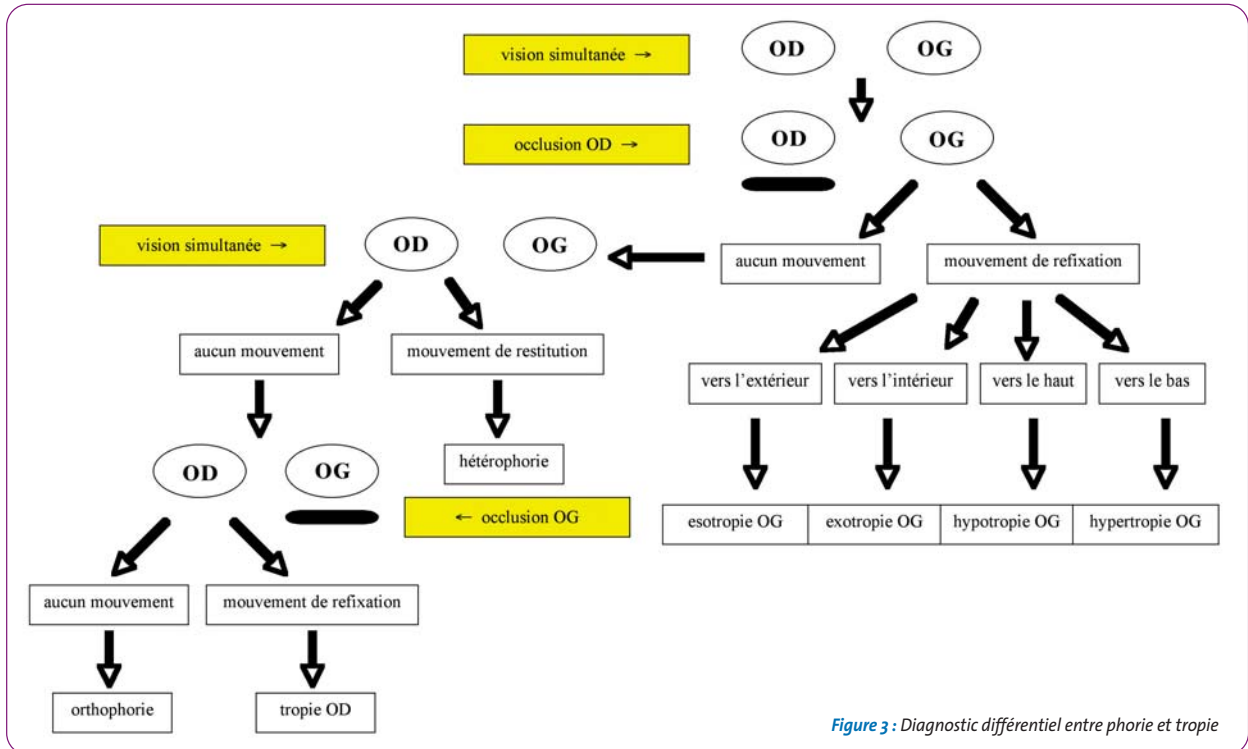 vision simultanée →
OD
OG
occlusion OD →
OD
OG
vision simultanée →
OD
OG
aucun mouvement
mouvement de refixation
aucun mouvement
mouvement de restitution
vers l’extérieur
vers l’intérieur
vers le haut
vers le bas
OD
OG
hétérophorie
← occlusion OG
esotropie OG
exotropie OG
hypotropie OG
hypertropie OG
aucun mouvement
mouvement de refixation
orthophorie
tropie OD
Figure 3 : Diagnostic différentiel entre phorie et tropie